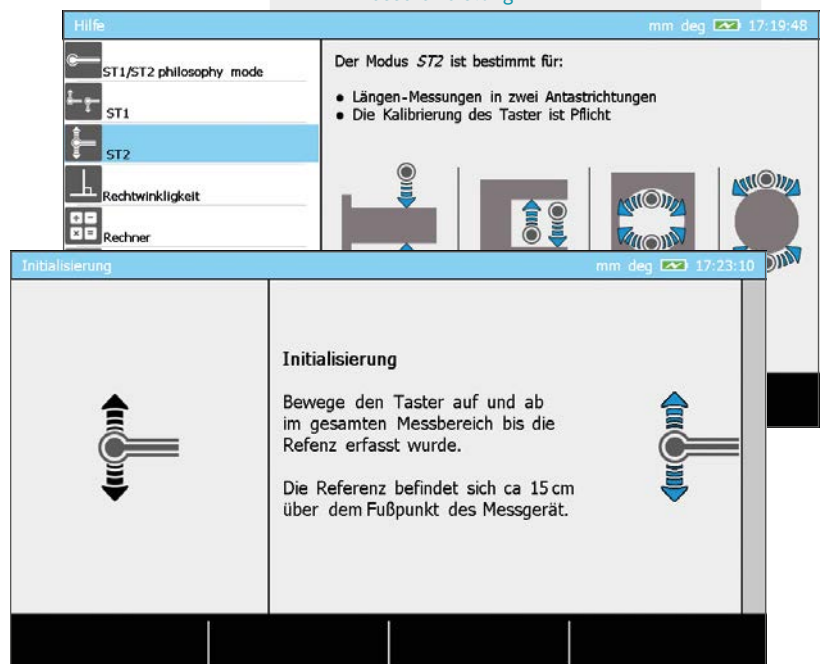 Hilfe
mm deg 17:19:48
ST1/ST2 philosophy mode
ST1
ST2
Rechtwinkligkeit
Rechner
Der Modus ST2 ist bestimmt für:
• Längen-Messungen in zwei Antastrichtungen
• Die Kalibrierung des Taster ist Pflicht
Initialisierung
mm deg 17:23:10
Initialisierung
Bewege den Taster auf und ab
im gesamten Messbereich bis die
Refenz erfasst wurde.
Die Referenz befindet sich ca 15 cm
über dem Fußpunkt des Messgerät.